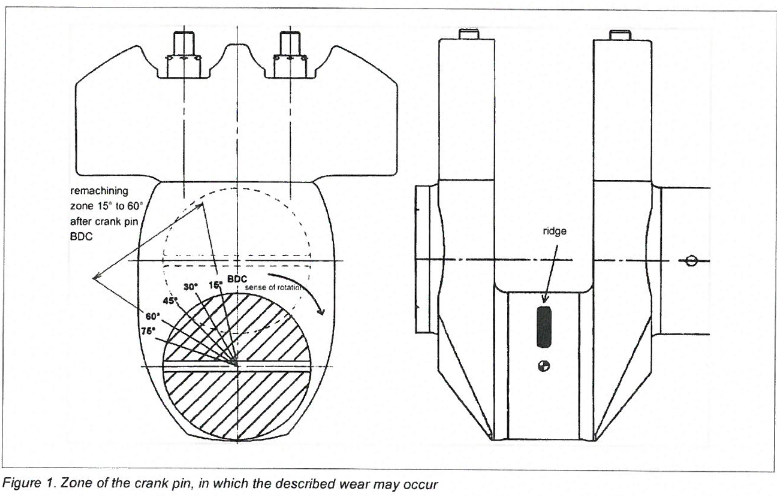 remachining
zone 15° to 60°
after crank pin
BDC
ridge
BDC
sense of rotation
15°
30°
45°
60°
75°
Figure 1. Zone of the crank pin, in which the described wear may occur